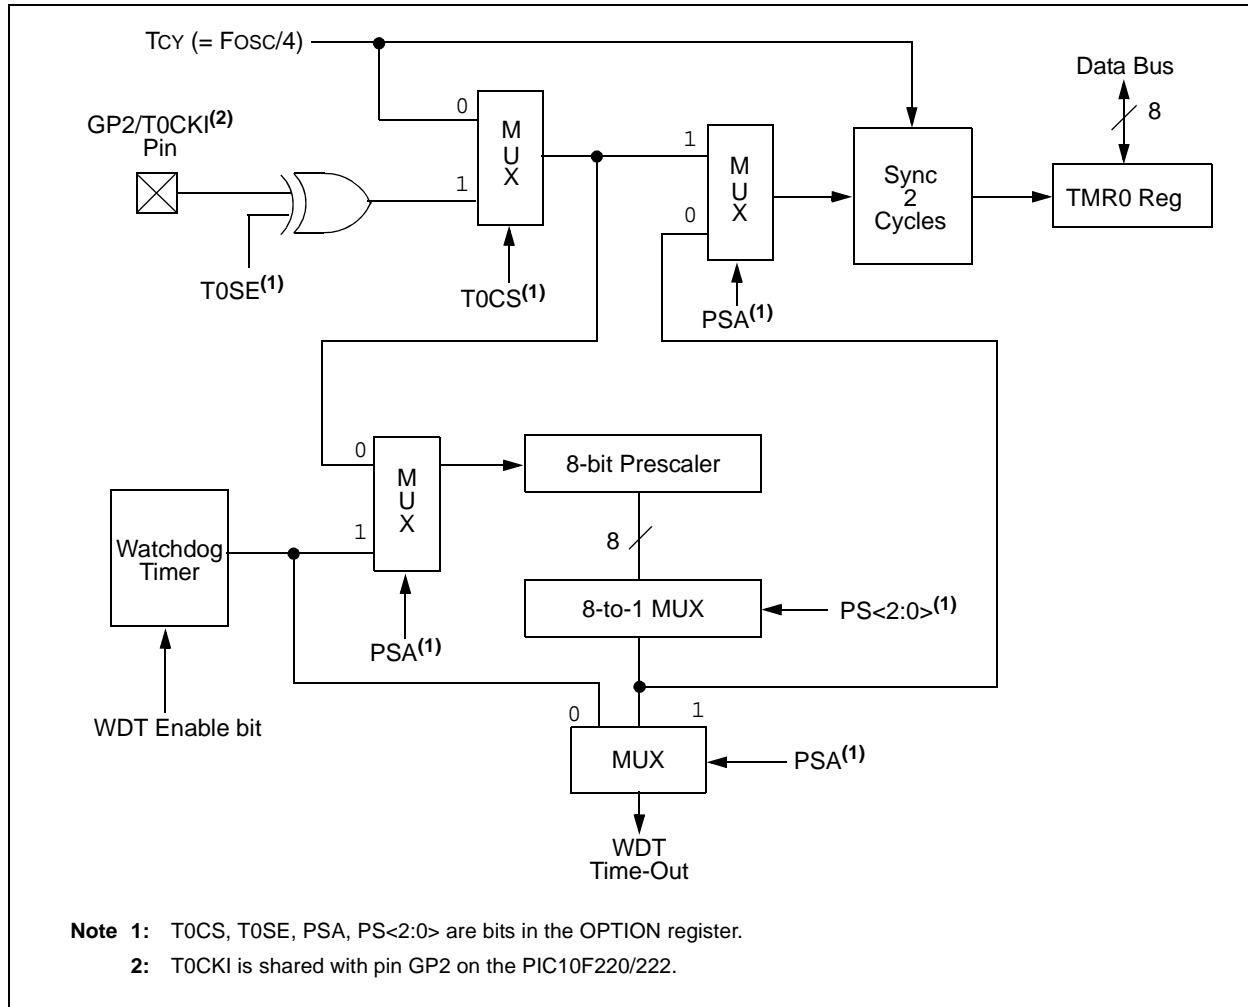 TCY (= FOSC/4)
Data Bus
8
GP2/T0CKI(2)
Pin
0
M
U
X
1
T0SE(1)
T0CS(1)
1
M
U
X
0
PSA(1)
Sync
2
Cycles
TMR0 Reg
0
M
U
X
1
8-bit Prescaler
Watchdog
Timer
8
8-to-1 MUX
PS<2:0>(1)
PSA(1)
WDT Enable bit
0
1
MUX
PSA(1)
WDT
Time-Out
Note 1: T0CS, T0SE, PSA, PS<2:0> are bits in the OPTION register.
2: T0CKI is shared with pin GP2 on the PIC10F220/222.